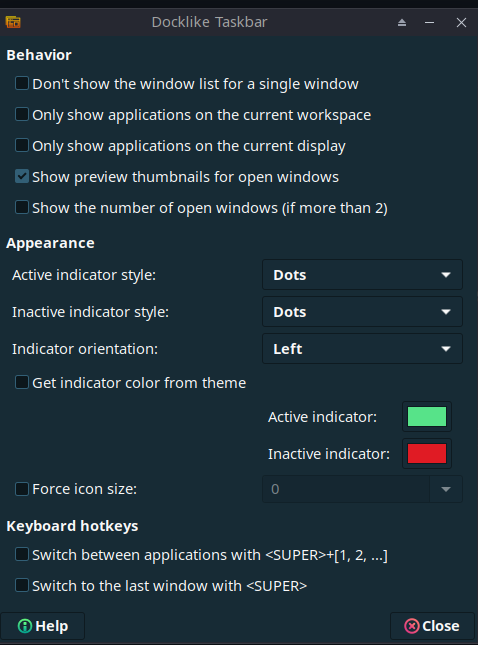 Docklike Taskbar
Behavior
Don't show the window list for a single window
Only show applications on the current workspace
Only show applications on the current display
Show preview thumbnails for open windows
Show the number of open windows (if more than 2)
Appearance
Active indicator style: Dots
Inactive indicator style: Dots
Indicator orientation: Left
Get indicator color from theme
Active indicator:
Inactive indicator:
Force icon size: 0
Keyboard hotkeys
Switch between applications with <SUPER>+[1, 2, ...]
Switch to the last window with <SUPER>
Help Close